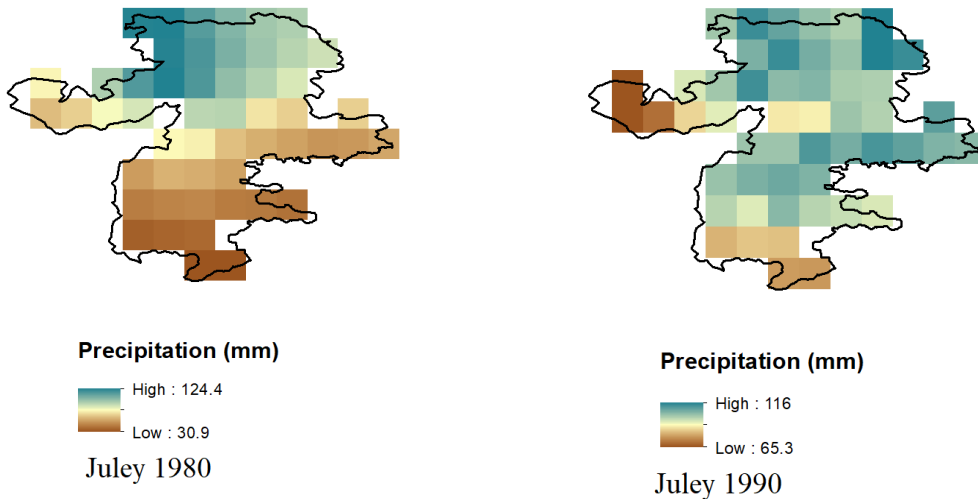 Precipitation (mm)
High : 124.4
Low : 30.9
Juley 1980
Precipitation (mm)
High : 116
Low : 65.3
Juley 1990